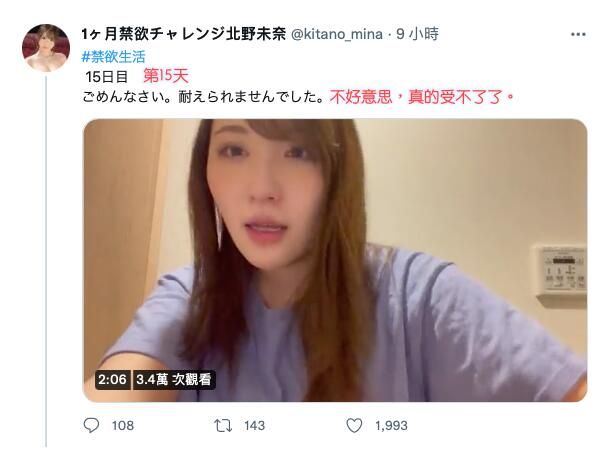 1ヶ月禁欲チャレンジ北野未奈 @kitano_mina · 9 小時
#禁欲生活
15日目 第15天
ごめんなさい。耐えられませんでした。不好意思，真的受不了了。
2:06 3.4萬 次觀看
108 143 1,993